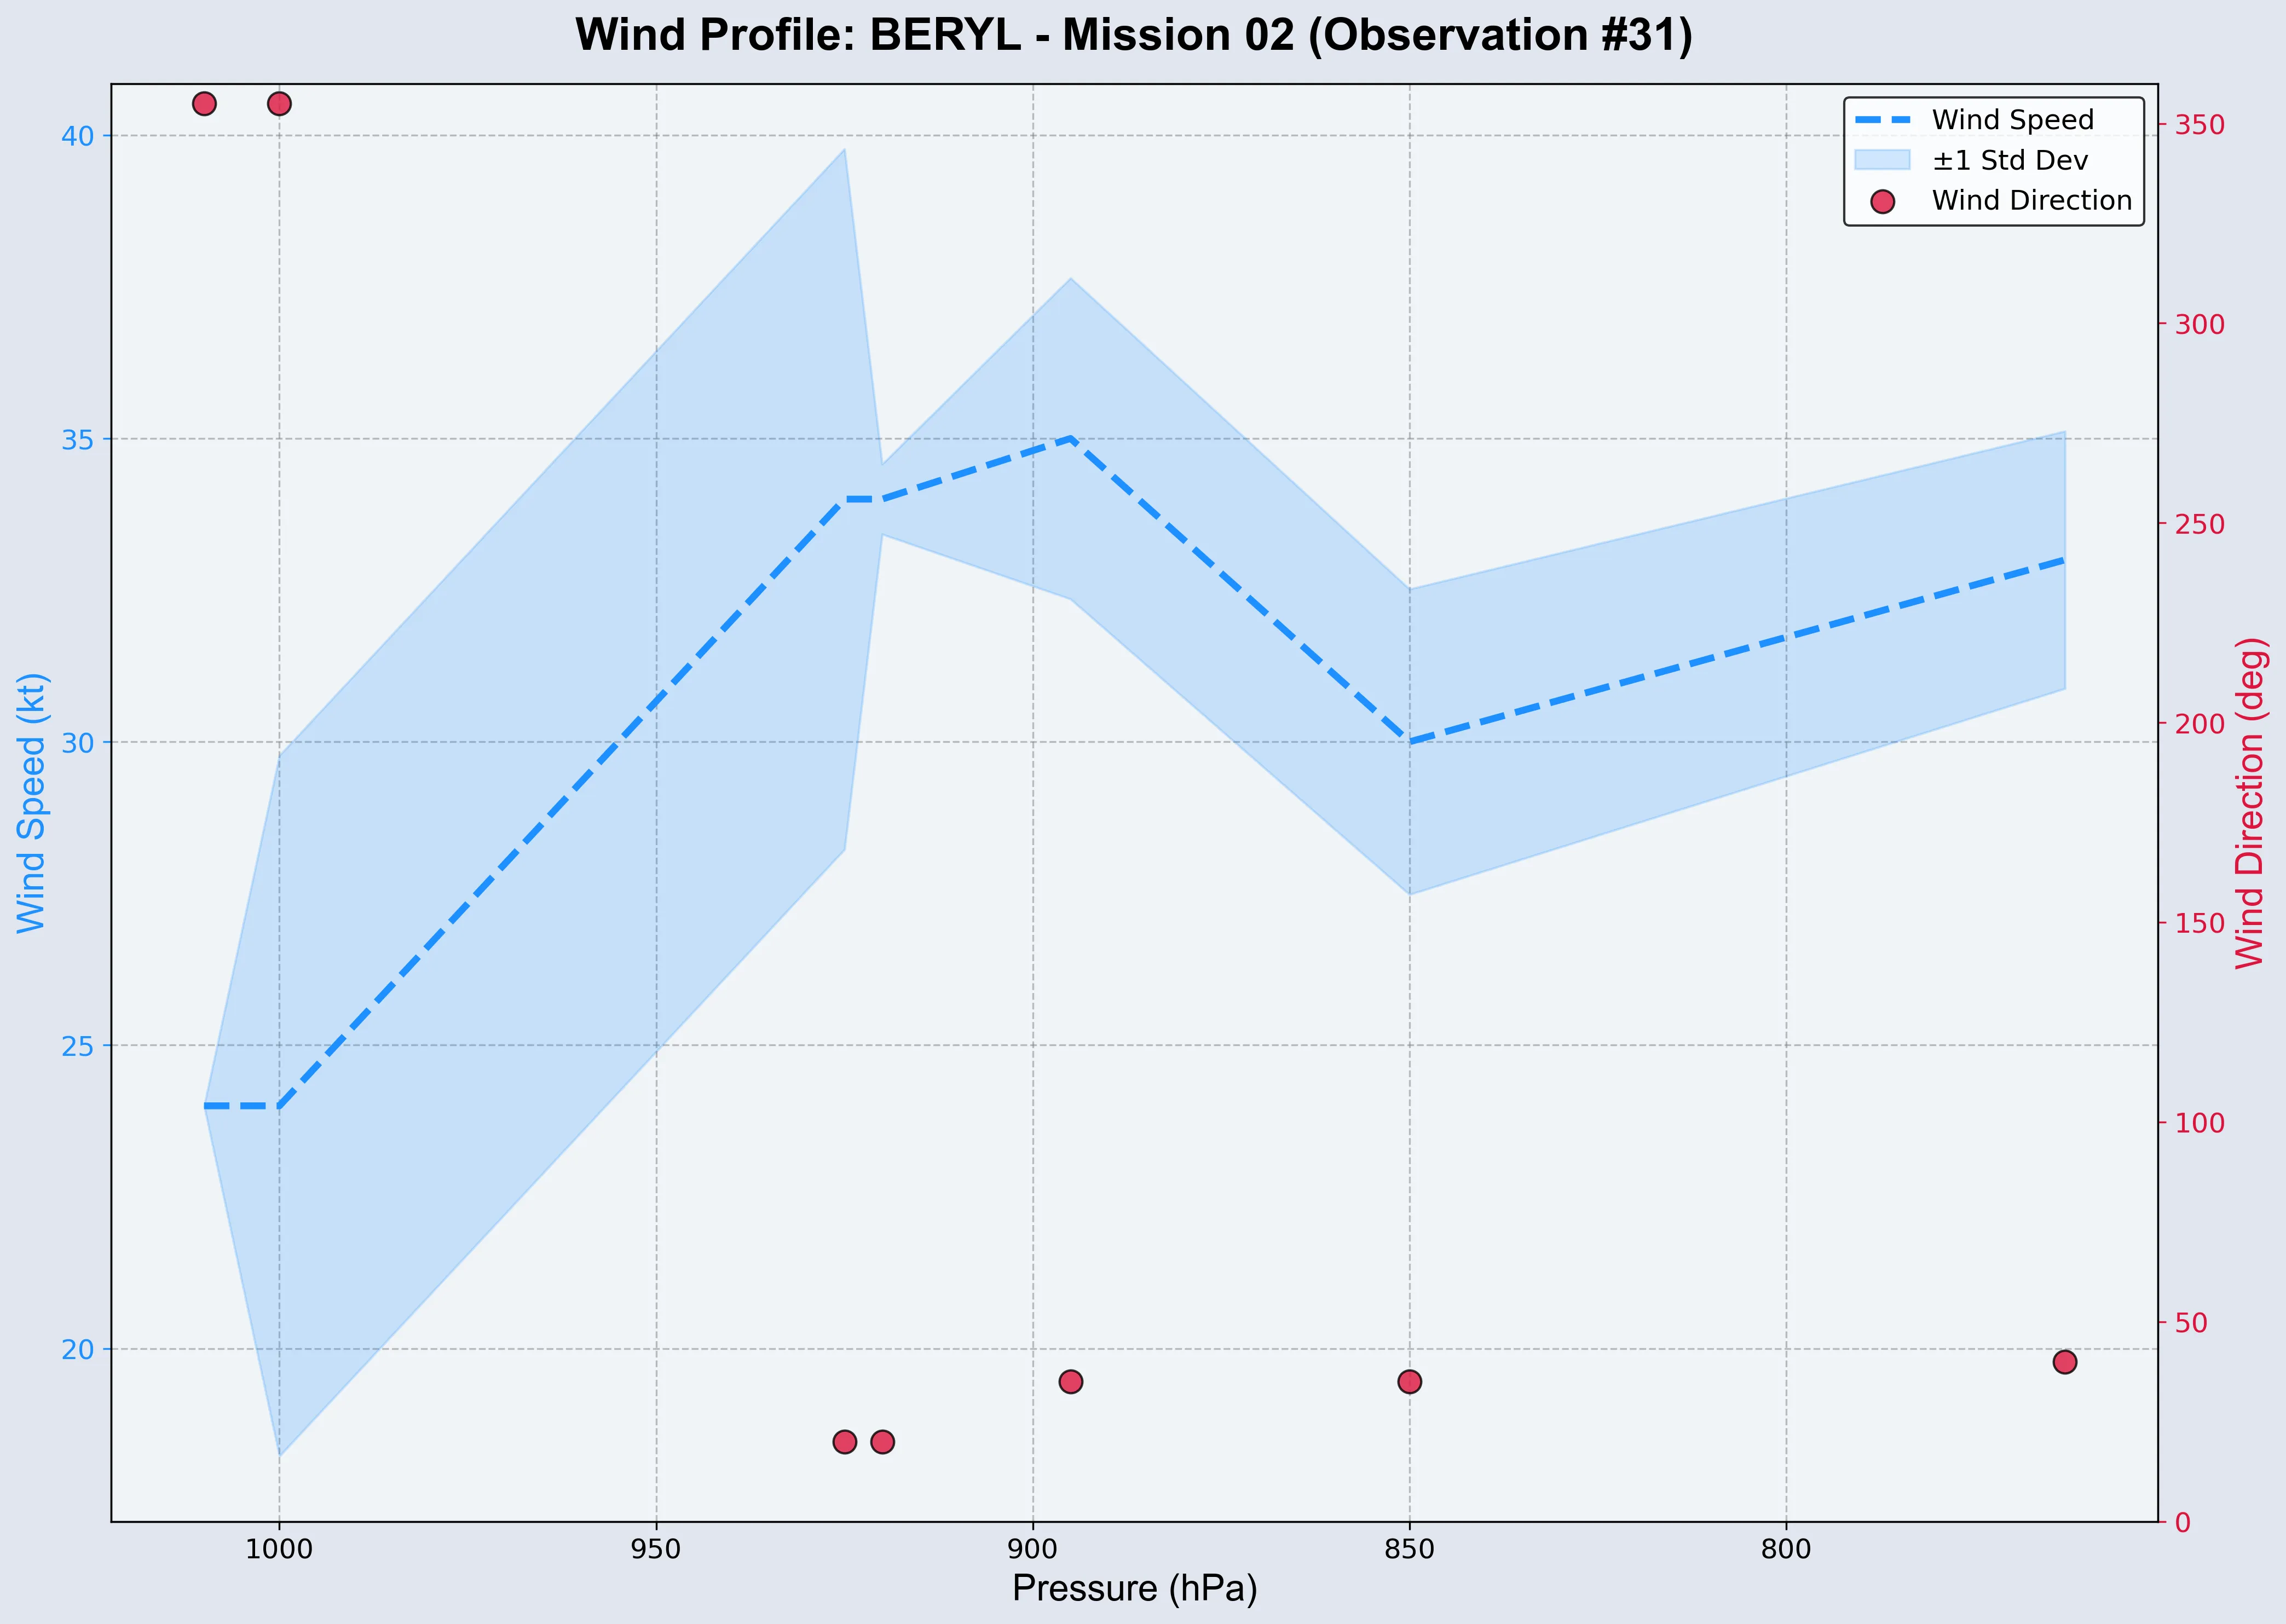 Wind Profile: BERYL - Mission 02 (Observation #31)
Wind Speed
±1 Std Dev
Wind Direction
Wind Speed (kt)
40
35
30
25
20
Wind Direction (deg)
350
300
250
200
150
100
50
0
1000 950 900 850 800
Pressure (hPa)